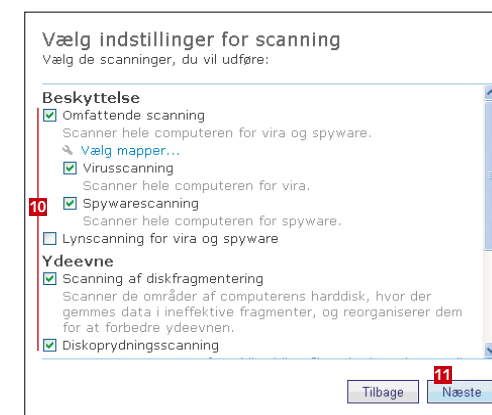 Vælg indstillinger for scanning
Vælg de scanninger, du vil udføre:
Beskyttelse
Omfattende scanning
Scanner hele computeren for vira og spyware.
Vælg mapper...
Virusscanning
Scanner hele computeren for vira.
10
Spywarescanning
Scanner hele computeren for spyware.
Lynscanning for vira og spyware
Ydeevne
Scanning af diskfragmentering
Scanner de områder af computerens harddisk, hvor der
gemmes data i ineffektive fragmenter, og reorganiserer dem
for at forbedre ydeevnen.
Diskoprydningsscanning
11
Tilbage
Næste